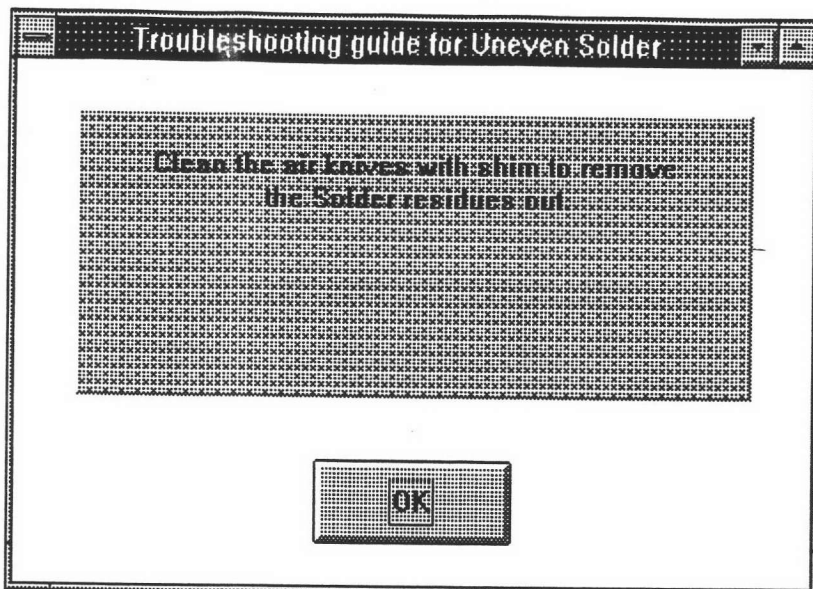 Troubleshooting guide for Uneven Solder
Clean the air knives with shim to remove
the Solder residues out.
OK